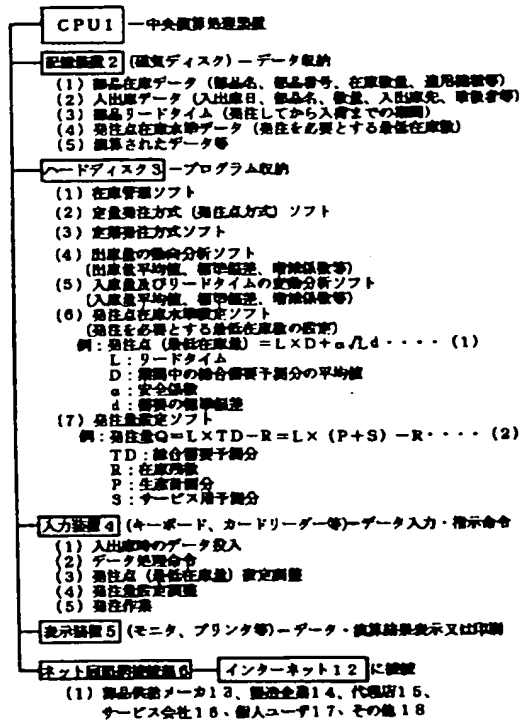 CPU1 ―中央演算処理装置
記憶装置2 (磁気ディスク) ―データ収納
(1) 部品在庫データ (部品名、部品番号、在庫数量、適用機種等)
(2) 入出庫データ (入出庫日、部品名、数量、入出庫先、取扱者等)
(3) 部品リードタイム (発注してから入荷までの期間)
(4) 発注点在庫水準データ (発注を必要とする最低在庫数)
(5) 演算されたデータ等
ハードディスク3 ―プログラム収納
(1) 在庫管理ソフト
(2) 定量発注方式 (発注点方式) ソフト
(3) 定期発注方式ソフト
(4) 出庫量の傾向分析ソフト
(出庫量平均値、標準偏差、増減係数等)
(5) 入庫量及びリードタイムの変動分析ソフト
(入庫量平均値、標準偏差、増減係数等)
(6) 発注点在庫水準設定ソフト
(発注を必要とする最低在庫数の設定)
例:発注点 (最低在庫量) =L×D+α√Ld・・・・ (1)
L:リードタイム
D:期間中の総合需要予測分の平均値
α:安全係数
d:需要の標準偏差
(7) 発注量設定ソフト
例:発注量Q=L×TD-R=L× (P+S) -R・・・・ (2)
TD:総合需要予測分
R:在庫残数
P:生産計画分
S:サービス用予測分
入力装置4 (キーボード、カードリーダー等)―データ入力・指示命令
(1) 入出庫時のデータ投入
(2) データ処理命令
(3) 発注点 (最低在庫量) 設定調整
(4) 発注量設定調整
(5) 発注作業
表示装置5 (モニタ、プリンタ等)―データ・演算結果表示又は印刷
ネット回路網接続部6 ― インターネット12 に接続
(1) 部品供給メーカ13、製造企業14、代理店15、
サービス会社16、個人ユーザ17、その他18